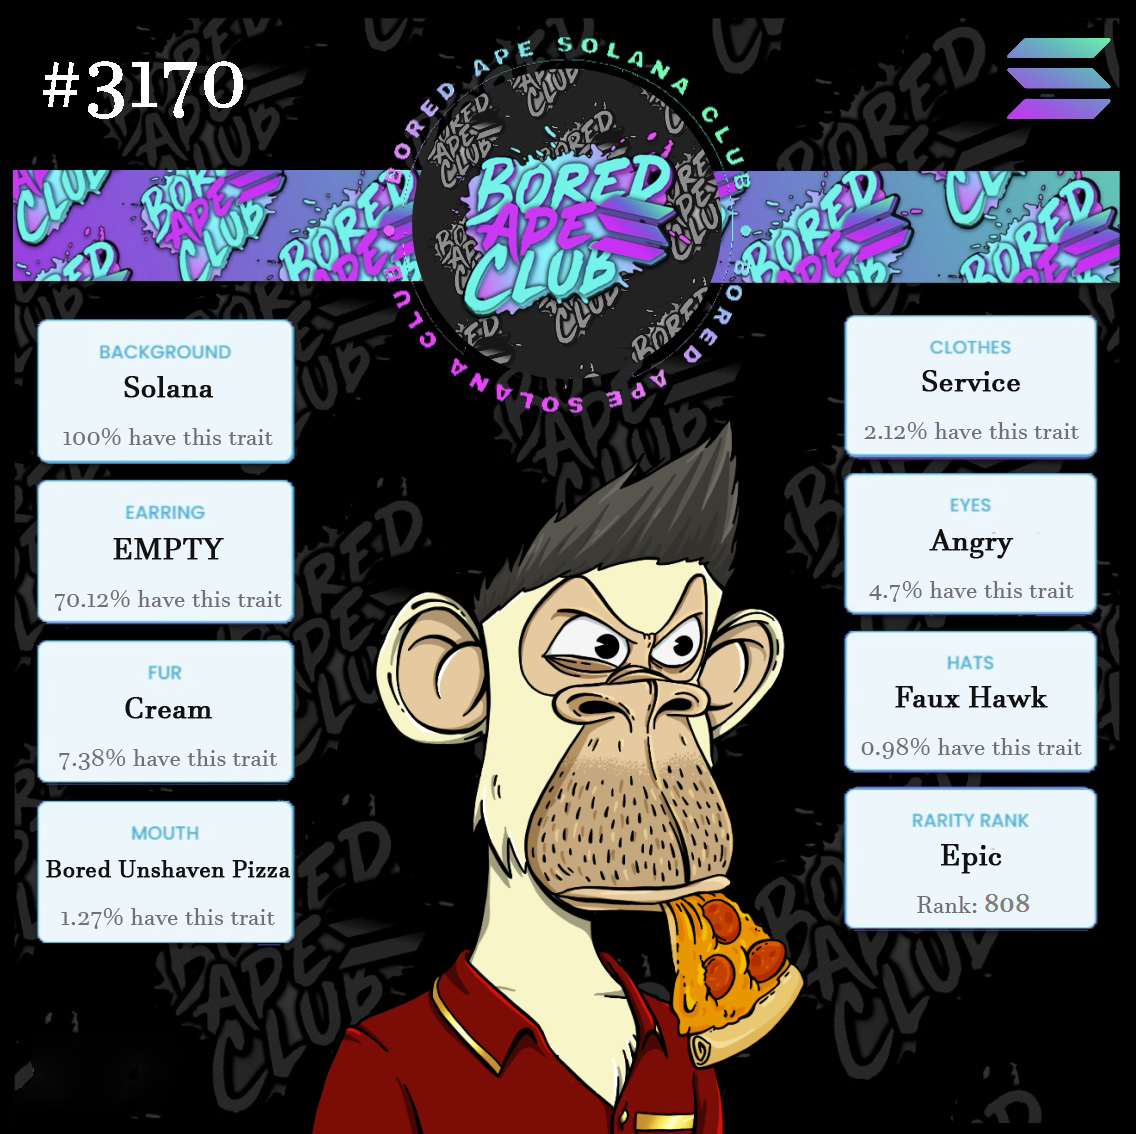 #3170
BORED APE SOLANA CLUB
BORED APE SOLANA CLUB
BORED
APE
CLUB
BACKGROUND
Solana
100% have this trait
EARRING
EMPTY
70.12% have this trait
FUR
Cream
7.38% have this trait
MOUTH
Bored Unshaven Pizza
1.27% have this trait
CLOTHES
Service
2.12% have this trait
EYES
Angry
4.7% have this trait
HATS
Faux Hawk
0.98% have this trait
RARITY RANK
Epic
Rank: 808